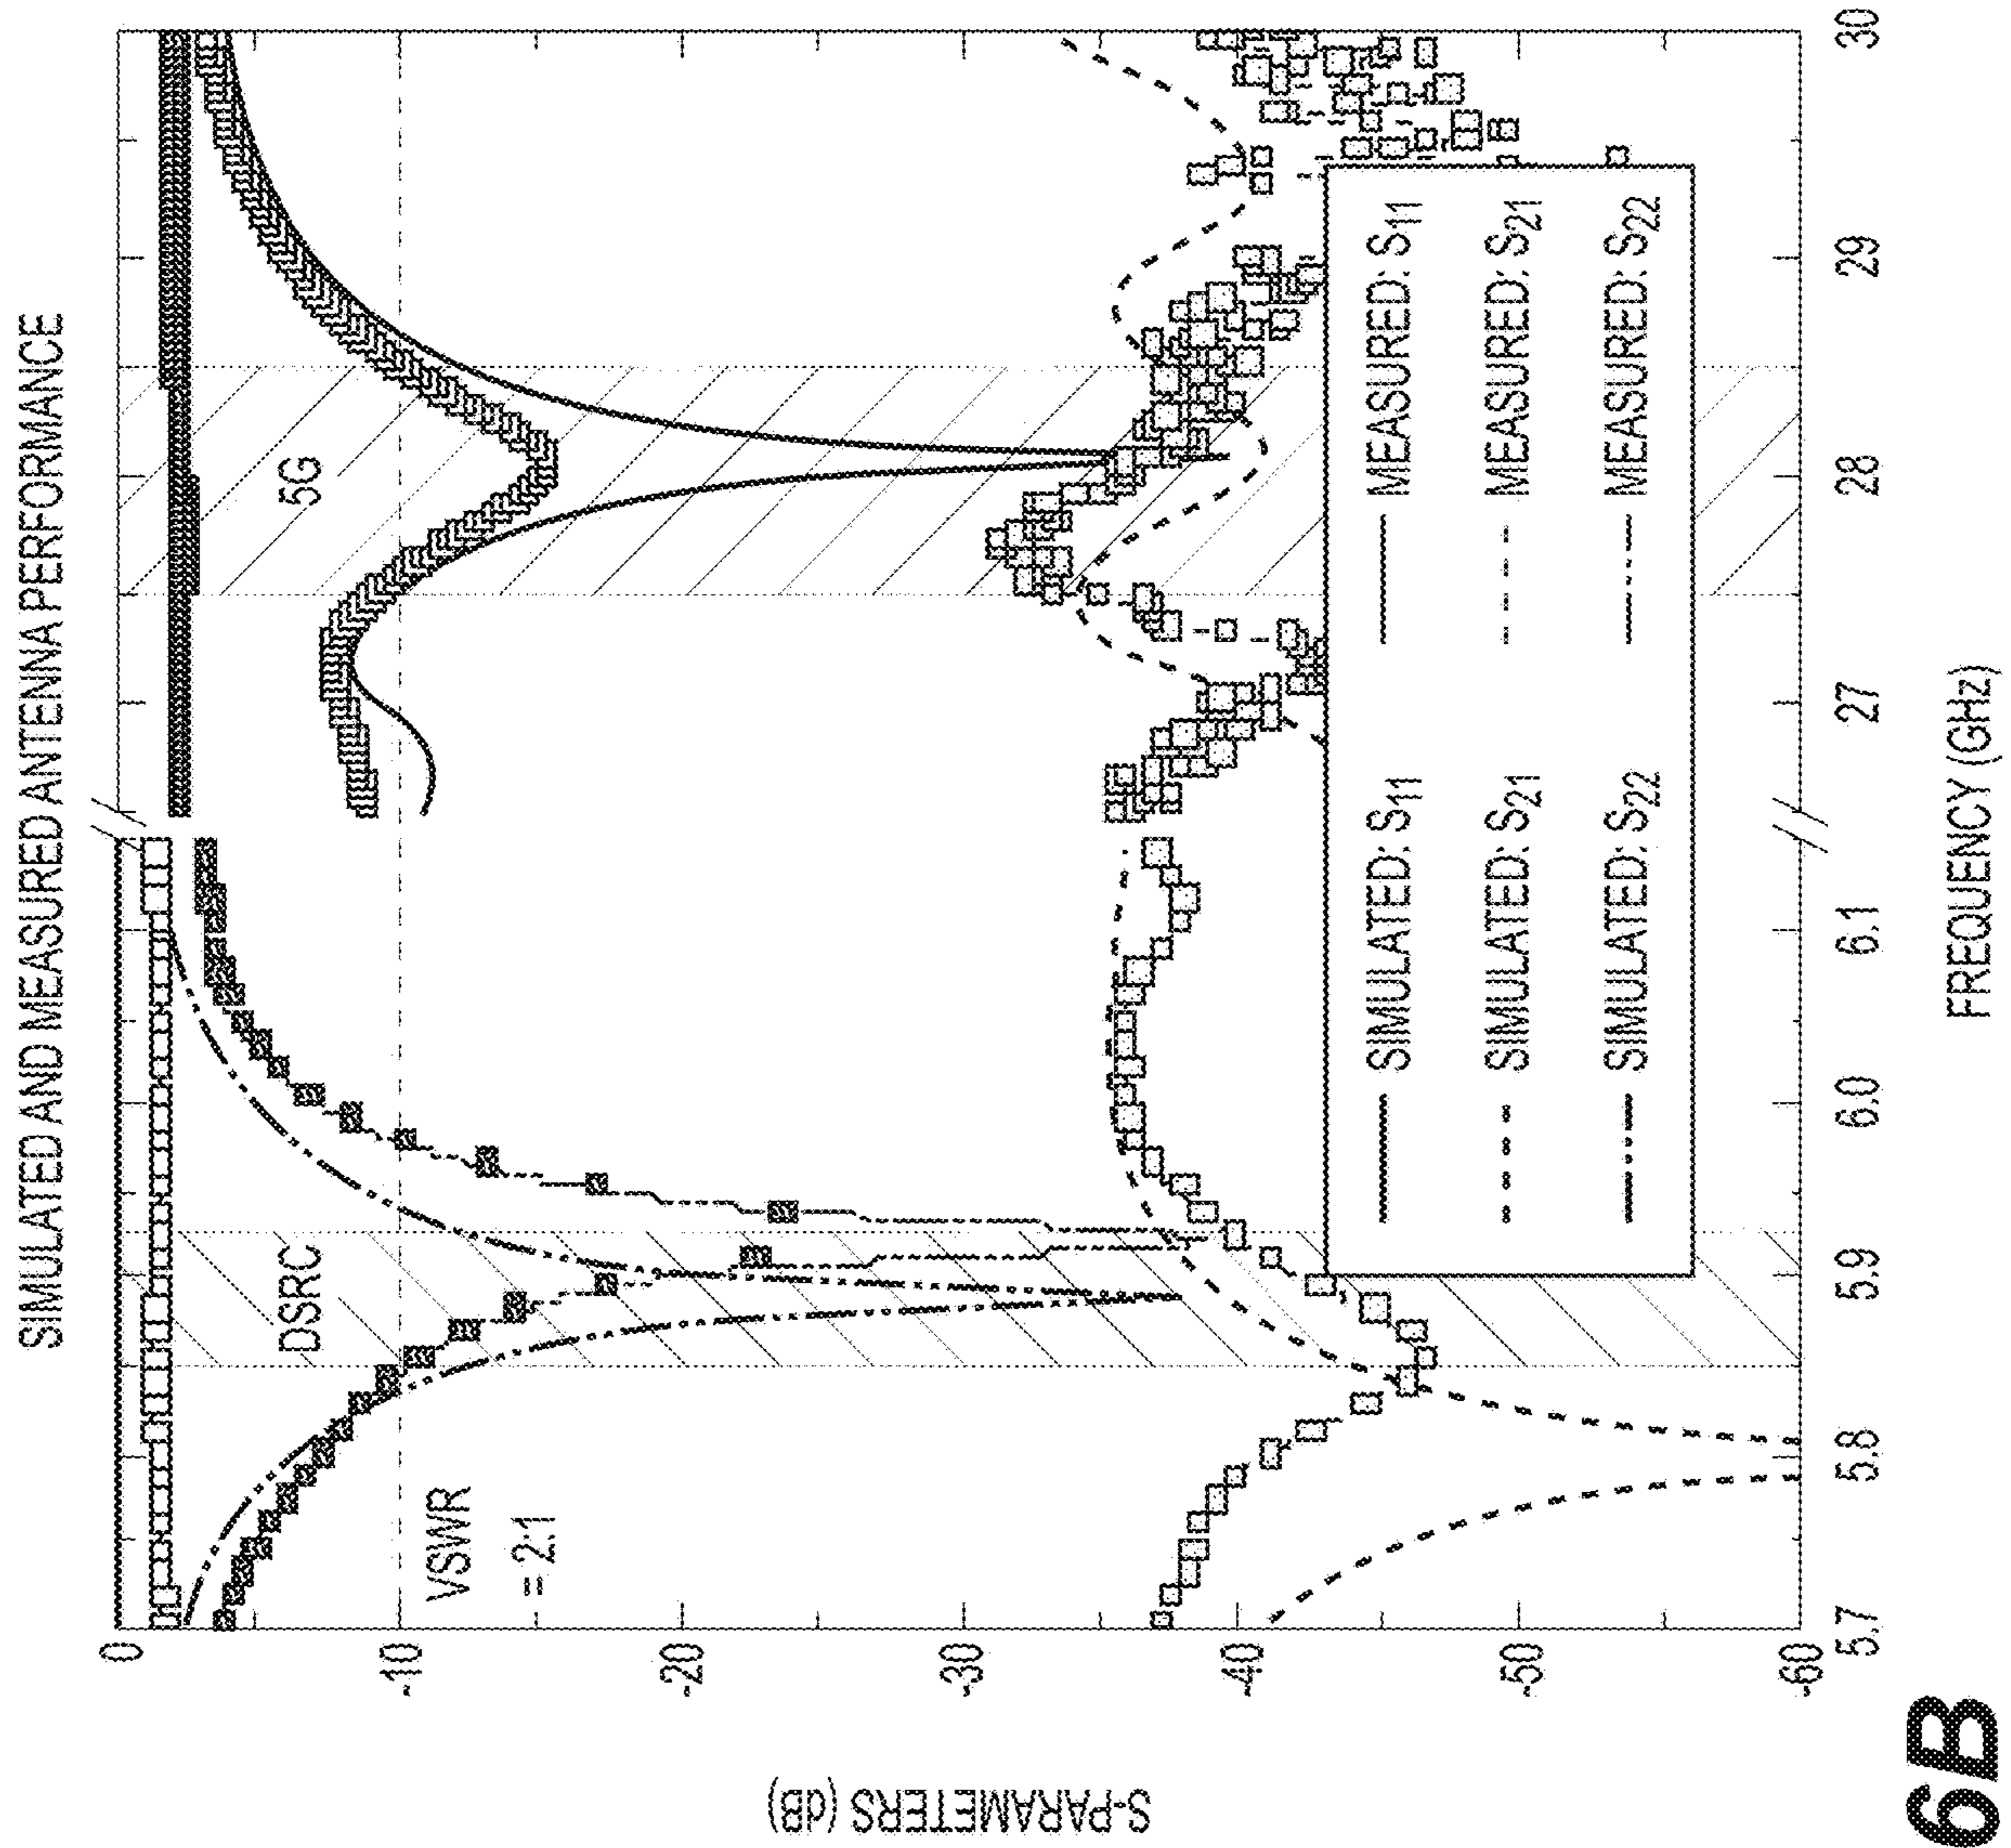 SIMULATED AND MEASURED ANTENNA PERFORMANCE
S-PARAMETERS (dB)
0
-10
-20
-30
-40
-50
-60
VSWR
=2:1
DSRC
5G
SIMULATED: S11 MEASURED: S11
SIMULATED: S21 MEASURED: S21
SIMULATED: S22 MEASURED: S22
5.7 5.8 5.9 6.0 6.1 27 28 29 30
FREQUENCY (GHz)
6B